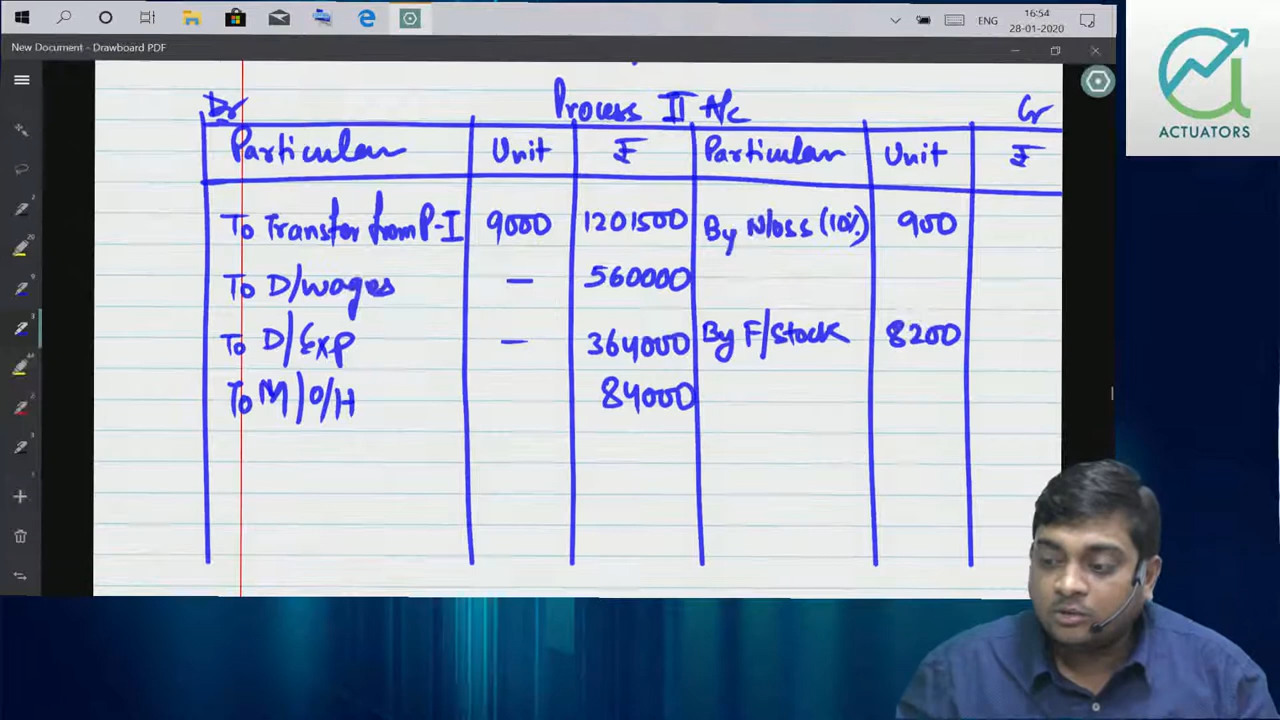 16:54
ENG
28-01-2020
New Document - Drawboard PDF
ACTUATORS
Dr Process II A/c Cr
Particular Unit ₹ Particular Unit ₹
To Transfer from P-I 9000 1201500 By N/loss (10%) 900
To D/wages — 560000
To D/Exp — 364000 By F/Stock 8200
To M/O/H 84000